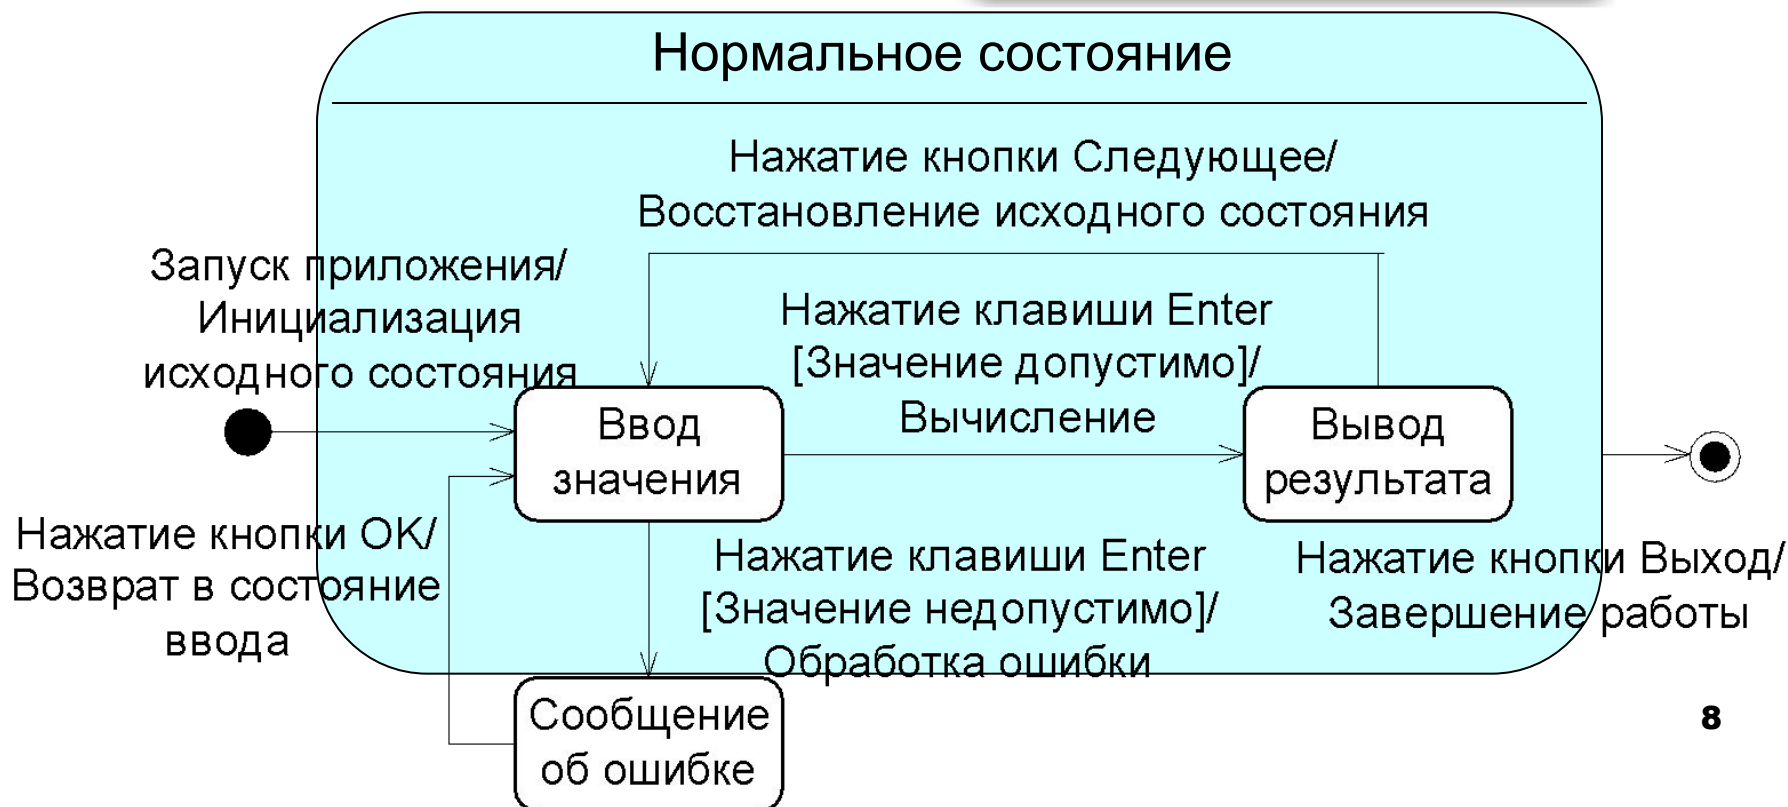 Нормальное состояние
Нажатие кнопки Следующее/
Восстановление исходного состояния
Запуск приложения/
Инициализация
исходного состояния
Нажатие клавиши Enter
[Значение допустимо]/
Вычисление
Ввод
значения
Вывод
результата
Нажатие кнопки OK/
Возврат в состояние
ввода
Нажатие клавиши Enter
[Значение недопустимо]/
Обработка ошибки
Нажатие кнопки Выход/
Завершение работы
Сообщение
об ошибке
8